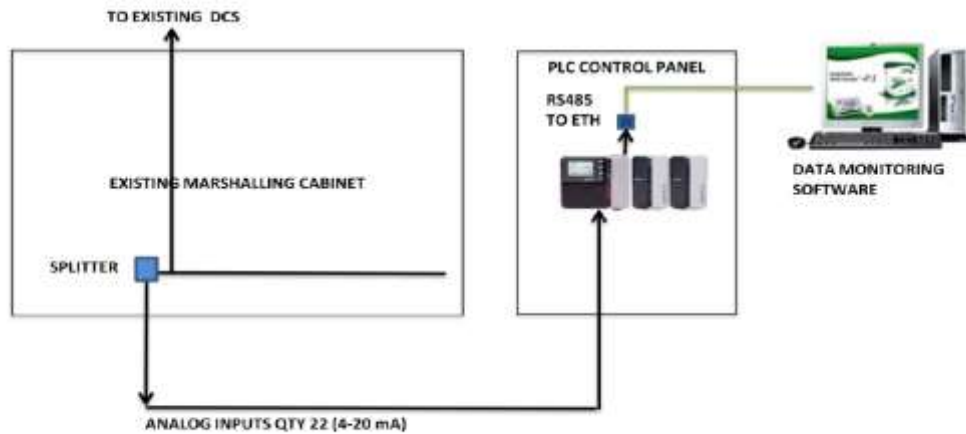 TO EXISTING DCS
PLC CONTROL PANEL
RS485
TO ETH
EXISTING MARSHALLING CABINET
DATA MONITORING
SOFTWARE
SPLITTER
ANALOG INPUTS QTY 22 (4-20 mA)